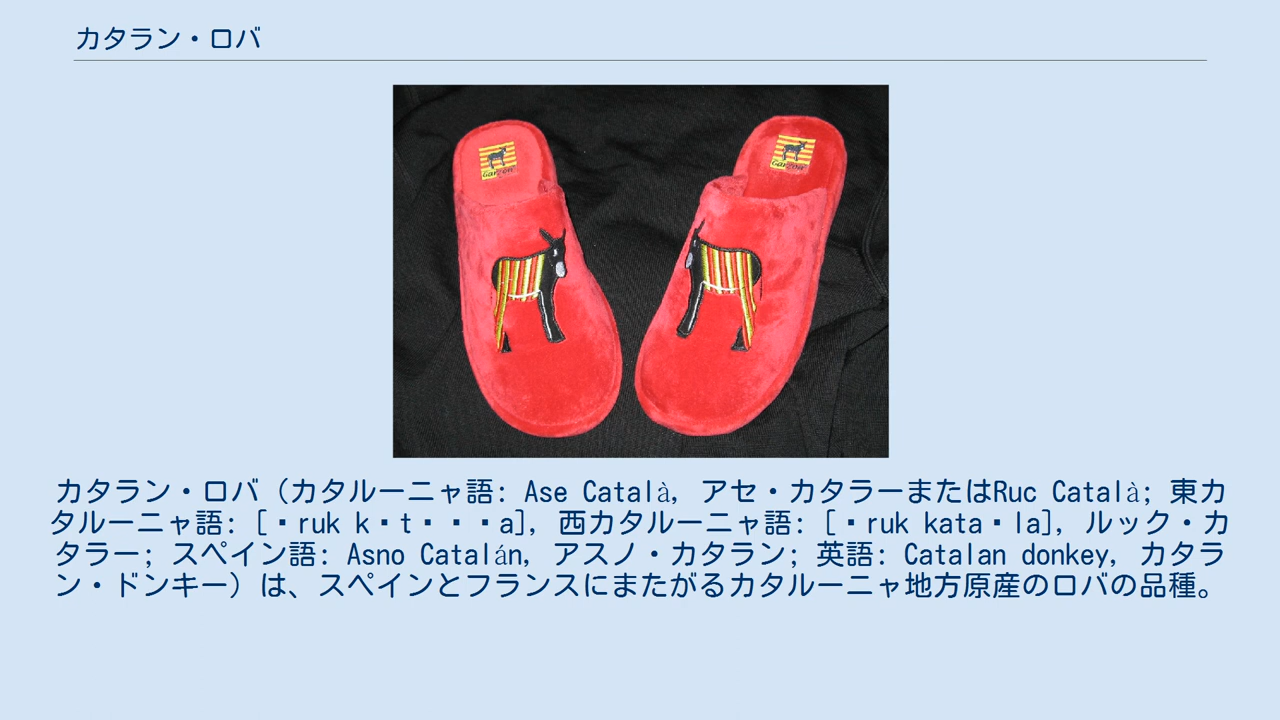 カタラン・ロバ
Garzon
Garzon
カタラン・ロバ（カタルーニャ語: Ase Català, アセ・カタラーまたはRuc Català; 東カ
タルーニャ語: [▪ruk k▪t▪▪▪a], 西カタルーニャ語: [▪ruk kata▪la], ルック・カ
タラー; スペイン語: Asno Catalán, アスノ・カタラン; 英語: Catalan donkey, カタラ
ン・ドンキー）は、スペインとフランスにまたがるカタルーニャ地方原産のロバの品種。